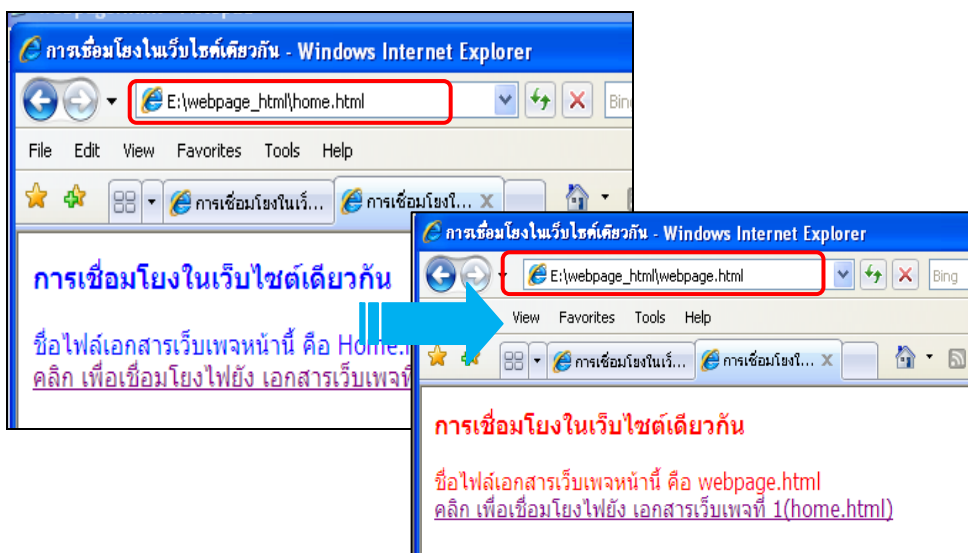 การเชื่อมโยงในเว็บไซต์เดียวกัน - Windows Internet Explorer
E:\webpage_html\home.html
File Edit View Favorites Tools Help
การเชื่อมโยงในเว็... การเชื่อมโยงใ...
การเชื่อมโยงในเว็บไซต์เดียวกัน
ชื่อไฟล์เอกสารเว็บเพจหน้านี้ คือ
คลิก เพื่อเชื่อมโยงไฟยัง เอกสารเว็บเพจที่
การเชื่อมโยงในเว็บไซต์เดียวกัน - Windows Internet Explorer
E:\webpage_html\webpage.html
Bing
View Favorites Tools Help
การเชื่อมโยงในเว็... การเชื่อมโยงใ...
การเชื่อมโยงในเว็บไซต์เดียวกัน
ชื่อไฟล์เอกสารเว็บเพจหน้านี้ คือ webpage.html
คลิก เพื่อเชื่อมโยงไฟยัง เอกสารเว็บเพจที่ 1(home.html)